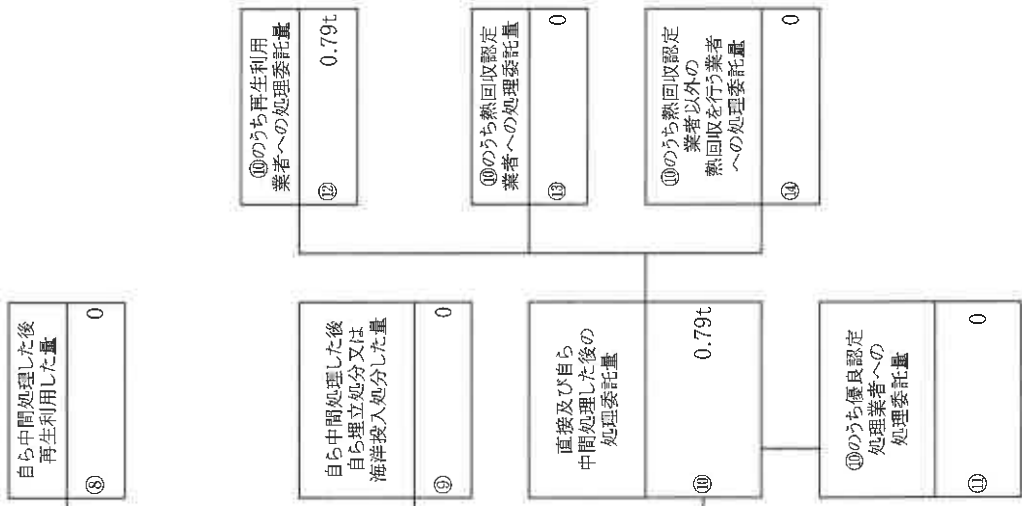 自ら中間処理した後
再生利用した量
⑧ 0
自ら中間処理した後
自ら埋立処分又は
海洋投入処分した量
⑨ 0
直接及び自ら
中間処理した後の
処理委託量
⑩ 0.79t
⑩のうち優良認定
処理業者への
処理委託量
⑪ 0
⑩のうち再生利用
業者への処理委託量
⑫ 0.79t
⑩のうち熱回収認定
業者への処理委託量
⑬ 0
⑩のうち熱回収認定
業者以外の
熱回収を行う業者
への処理委託量
⑭ 0